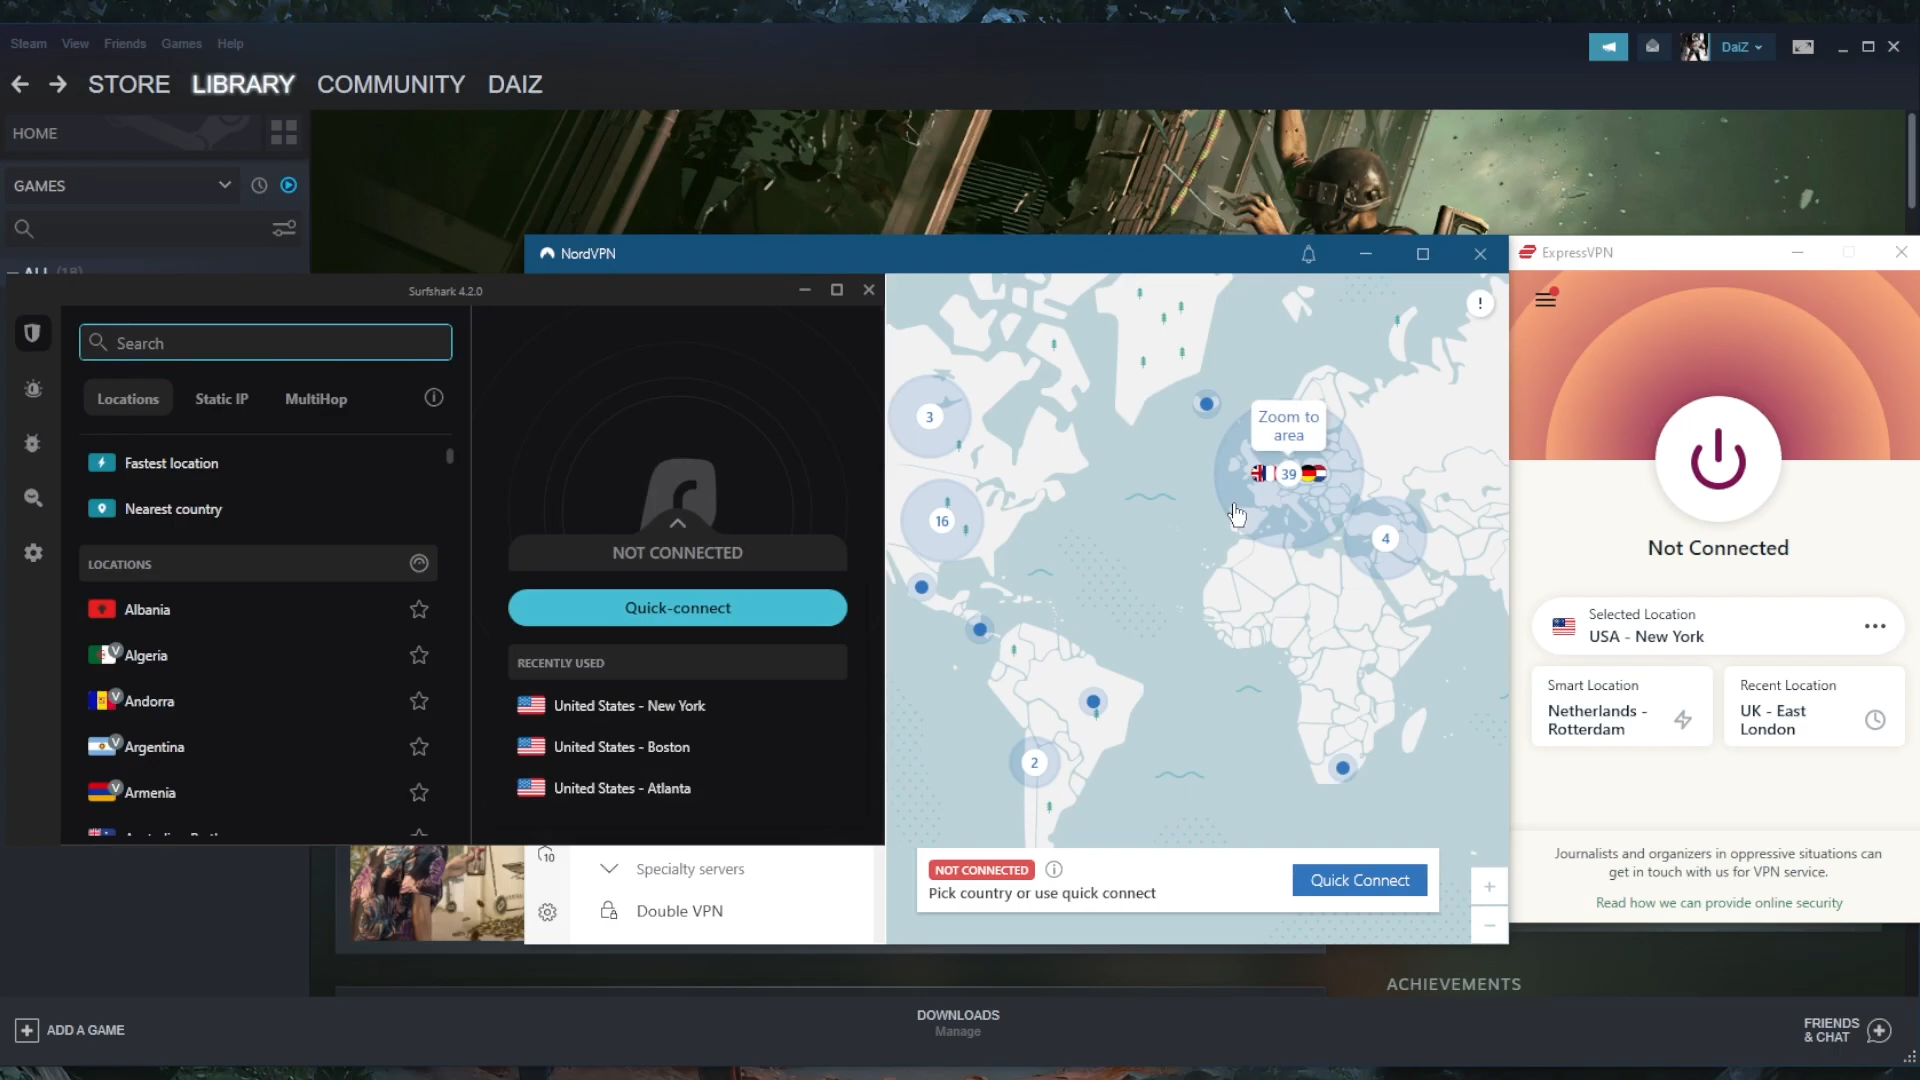 Steam View Friends Games Help
DaiZ
STORE LIBRARY COMMUNITY DAIZ
HOME
GAMES
NordVPN
ExpressVPN
Surfshark 4.2.0
Search
Locations Static IP MultiHop
Fastest location
Nearest country
LOCATIONS
Albania
Algeria
Andorra
Argentina
Armenia
NOT CONNECTED
Quick-connect
RECENTLY USED
United States - New York
United States - Boston
United States - Atlanta
10
Specialty servers
Double VPN
3
16
Zoom to
area
39
4
2
!
NOT CONNECTED
Pick country or use quick connect
Quick Connect
+
−
Not Connected
Selected Location
USA - New York
Smart Location
Netherlands -
Rotterdam
Recent Location
UK - East
London
Journalists and organizers in oppressive situations can
get in touch with us for VPN service.
Read how we can provide online security
ACHIEVEMENTS
ADD A GAME
DOWNLOADS
Manage
FRIENDS
& CHAT